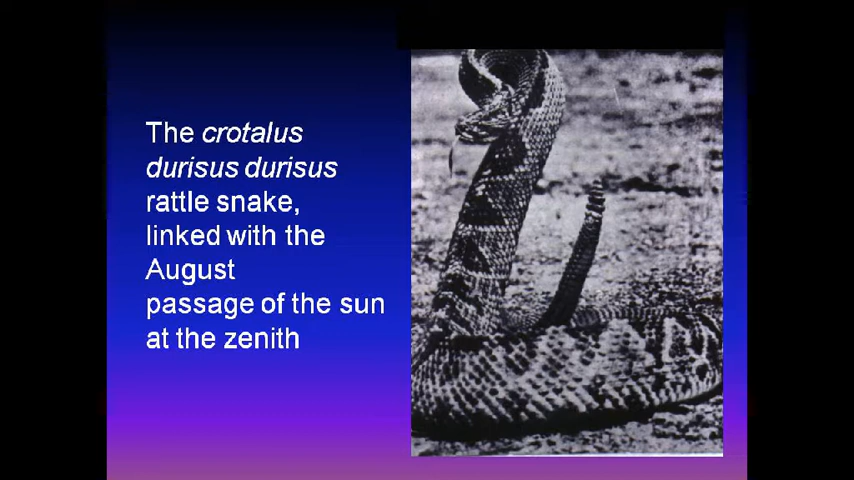 The crotalus
durisus durisus
rattle snake,
linked with the
August
passage of the sun
at the zenith